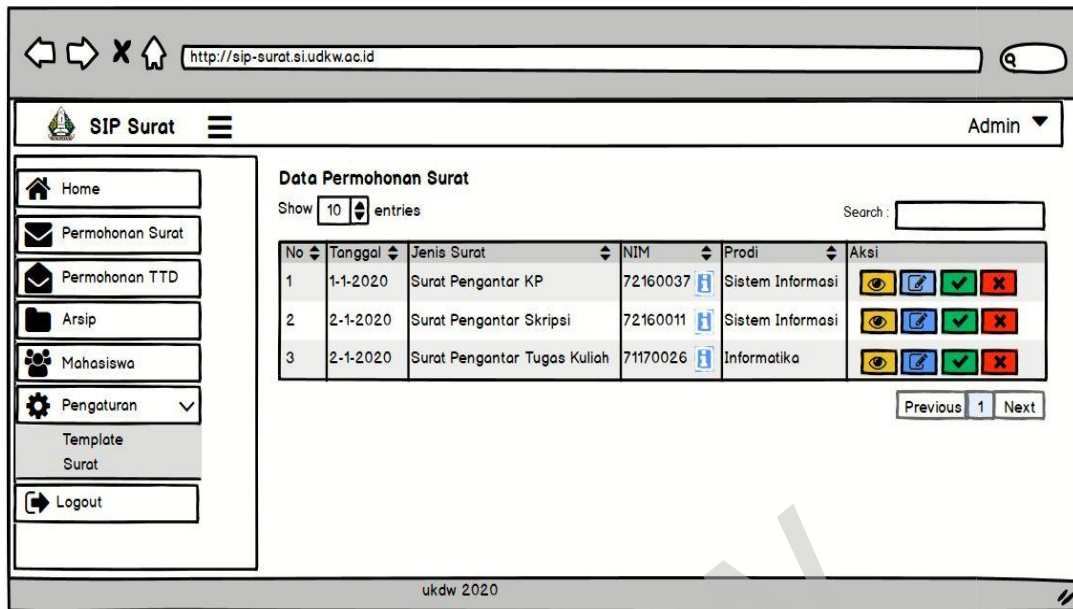 http://sip-surat.si.udkw.ac.id
SIP Surat
Admin
Home
Permohonan Surat
Permohonan TTD
Arsip
Mahasiswa
Pengaturan
Template
Surat
Logout
Data Permohonan Surat
Show 10 entries
Search :
No Tanggal Jenis Surat NIM Prodi Aksi
1 1-1-2020 Surat Pengantar KP 72160037 Sistem Informasi
2 2-1-2020 Surat Pengantar Skripsi 72160011 Sistem Informasi
3 2-1-2020 Surat Pengantar Tugas Kuliah 71170026 Informatika
Previous 1 Next
ukdw 2020